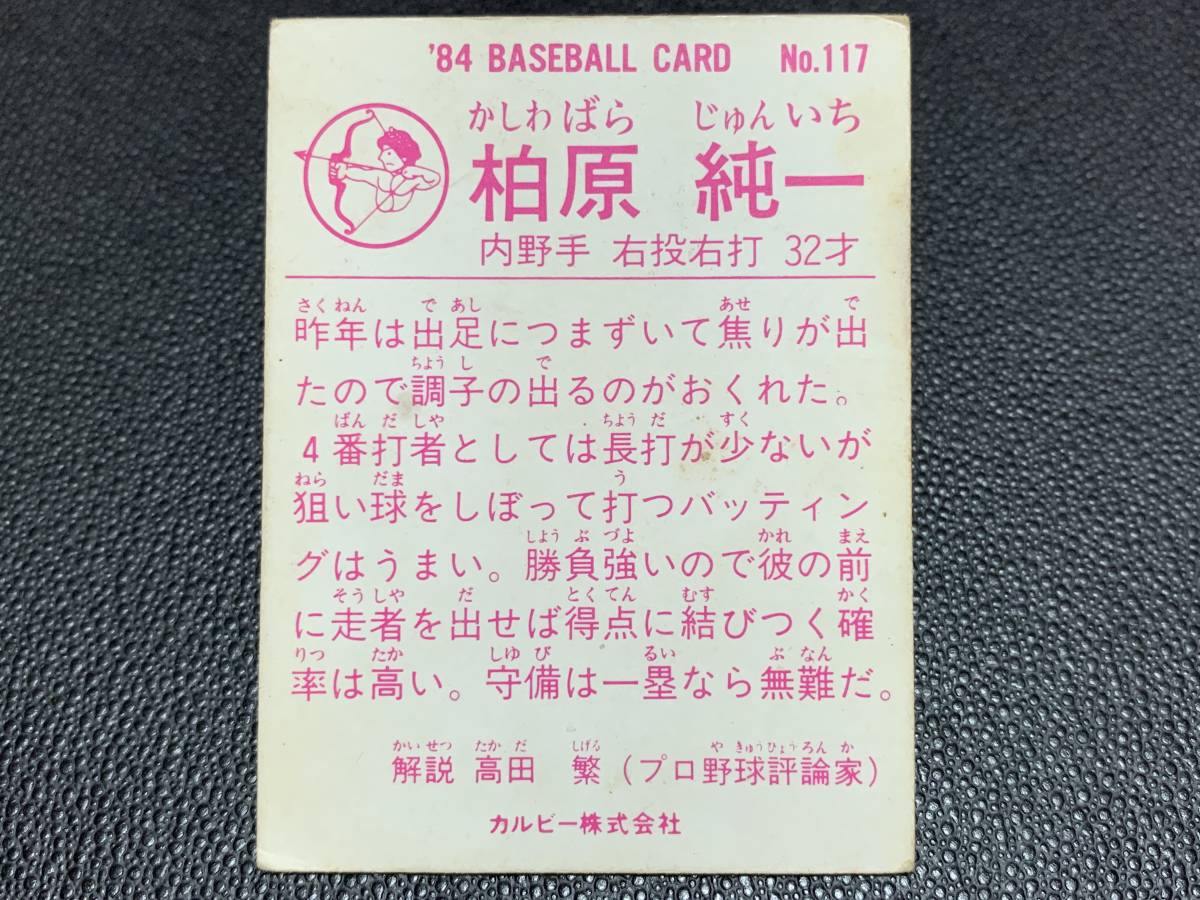 '84 BASEBALL CARD No.117
かしわばら じゅんいち
柏原 純一
内野手 右投右打 32才
さくねん で あし あせ で
昨年は出足につまずいて焦りが出
ちようし で
たので調子の出るのがおくれた。
ばんだしや ちようだ すく
4番打者としては長打が少ないが
ねら だま う
狙い球をしぼって打つバッティン
しようぶづよ かれ まえ
グはうまい。勝負強いので彼の前
そうしや だ とくてん むす かく
に走者を出せば得点に結びつく確
りつ たか しゆび るい ぶなん
率は高い。守備は一塁なら無難だ。
かいせつ たかだ しげる やきゅうひょうろんか
解説 高田 繁 (プロ野球評論家)
カルビー株式会社